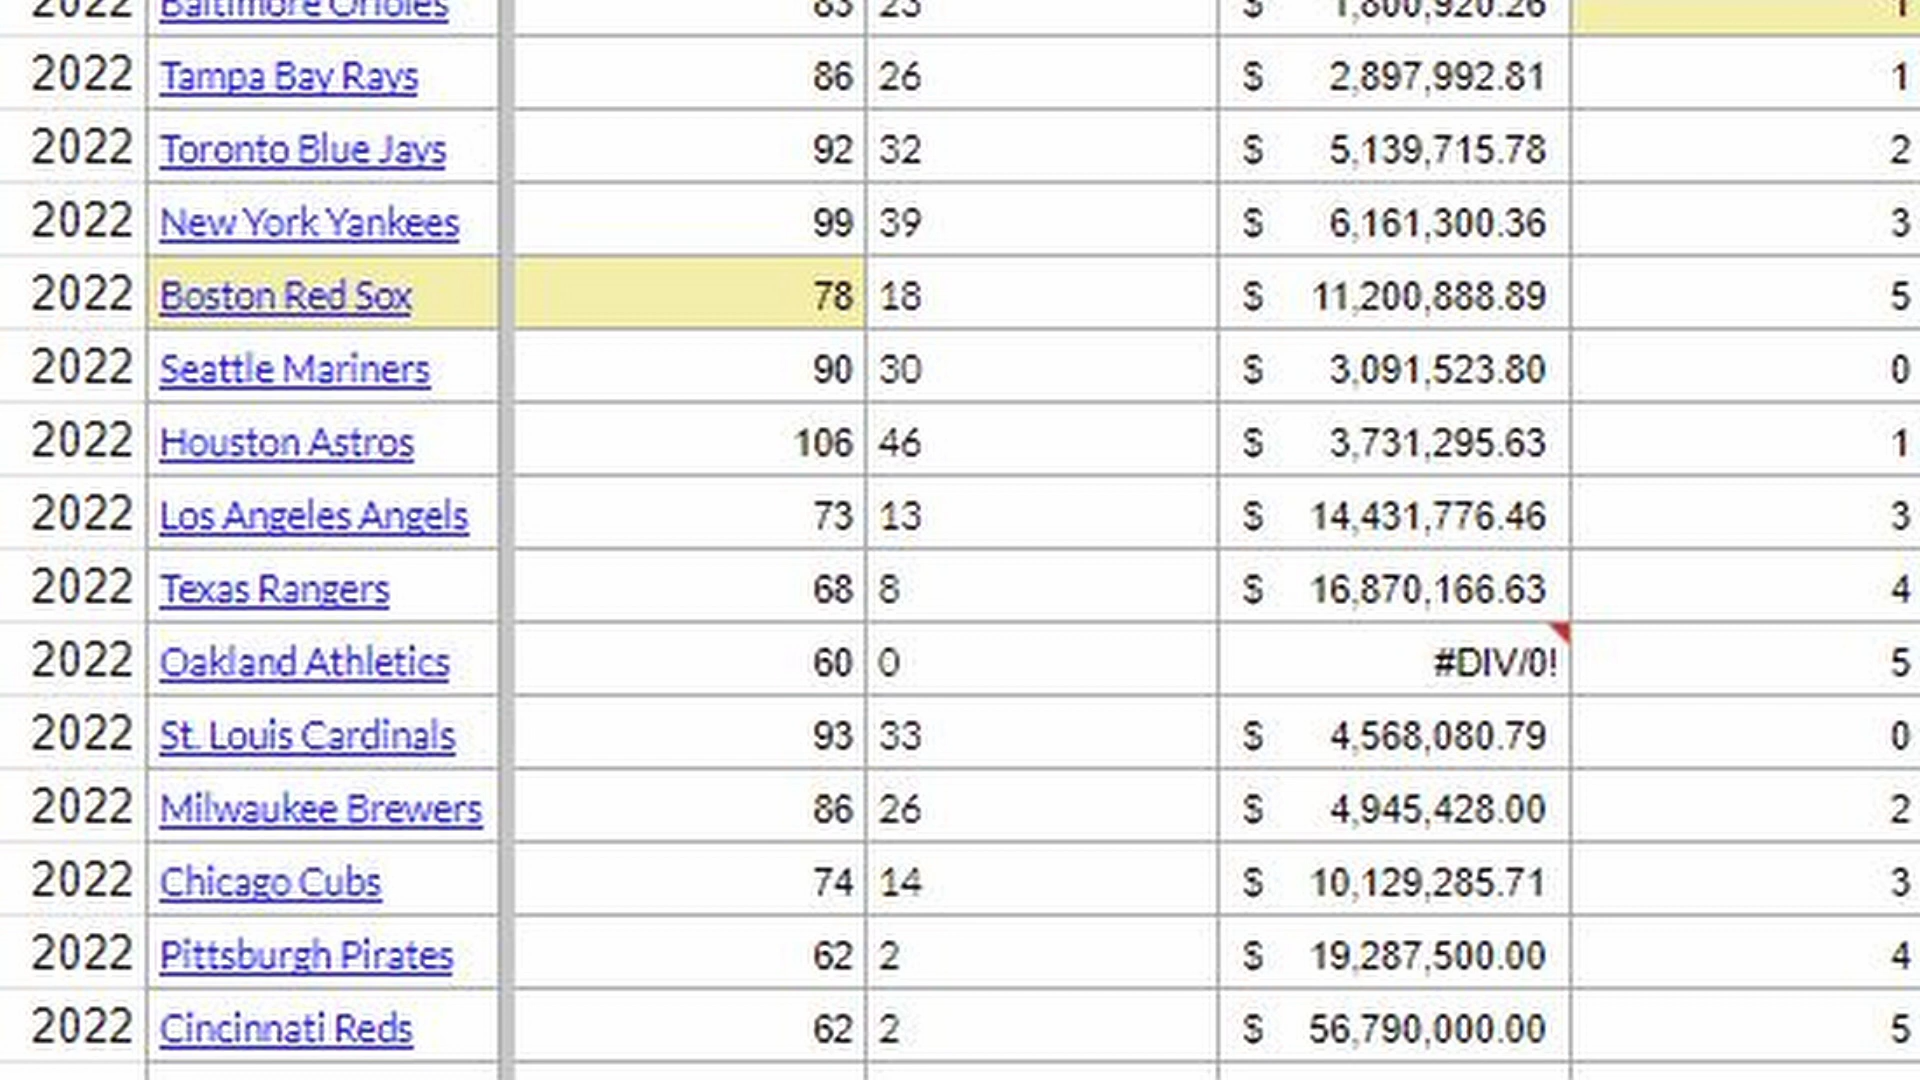 2022 Baltimore Orioles 83 23 $ 1,800,920.26 1
2022 Tampa Bay Rays 86 26 $ 2,897,992.81 1
2022 Toronto Blue Jays 92 32 $ 5,139,715.78 2
2022 New York Yankees 99 39 $ 6,161,300.36 3
2022 Boston Red Sox 78 18 $ 11,200,888.89 5
2022 Seattle Mariners 90 30 $ 3,091,523.80 0
2022 Houston Astros 106 46 $ 3,731,295.63 1
2022 Los Angeles Angels 73 13 $ 14,431,776.46 3
2022 Texas Rangers 68 8 $ 16,870,166.63 4
2022 Oakland Athletics 60 0 #DIV/0! 5
2022 St. Louis Cardinals 93 33 $ 4,568,080.79 0
2022 Milwaukee Brewers 86 26 $ 4,945,428.00 2
2022 Chicago Cubs 74 14 $ 10,129,285.71 3
2022 Pittsburgh Pirates 62 2 $ 19,287,500.00 4
2022 Cincinnati Reds 62 2 $ 56,790,000.00 5